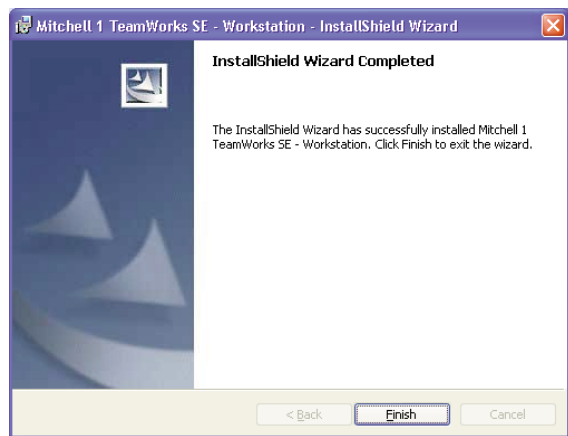 Mitchell 1 TeamWorks SE - Workstation - InstallShield Wizard
InstallShield Wizard Completed
The InstallShield Wizard has successfully installed Mitchell 1
TeamWorks SE - Workstation. Click Finish to exit the wizard.
< Back
Finish
Cancel